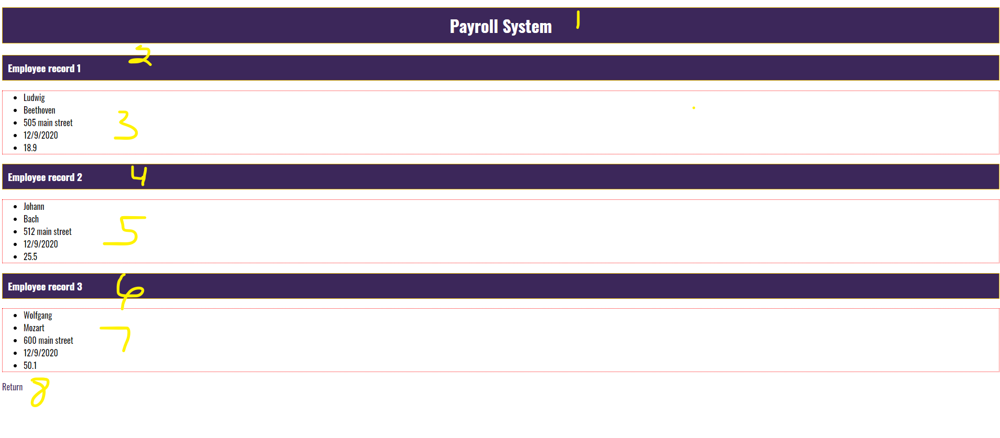 Payroll System 1
2
Employee record 1
Ludwig
Beethoven
505 main street
12/9/2020
18.9
3
Employee record 2 4
Johann
Bach
512 main street
12/9/2020
25.5
5
Employee record 3 6
Wolfgang
Mozart
600 main street
12/9/2020
50.1
7
Return 8